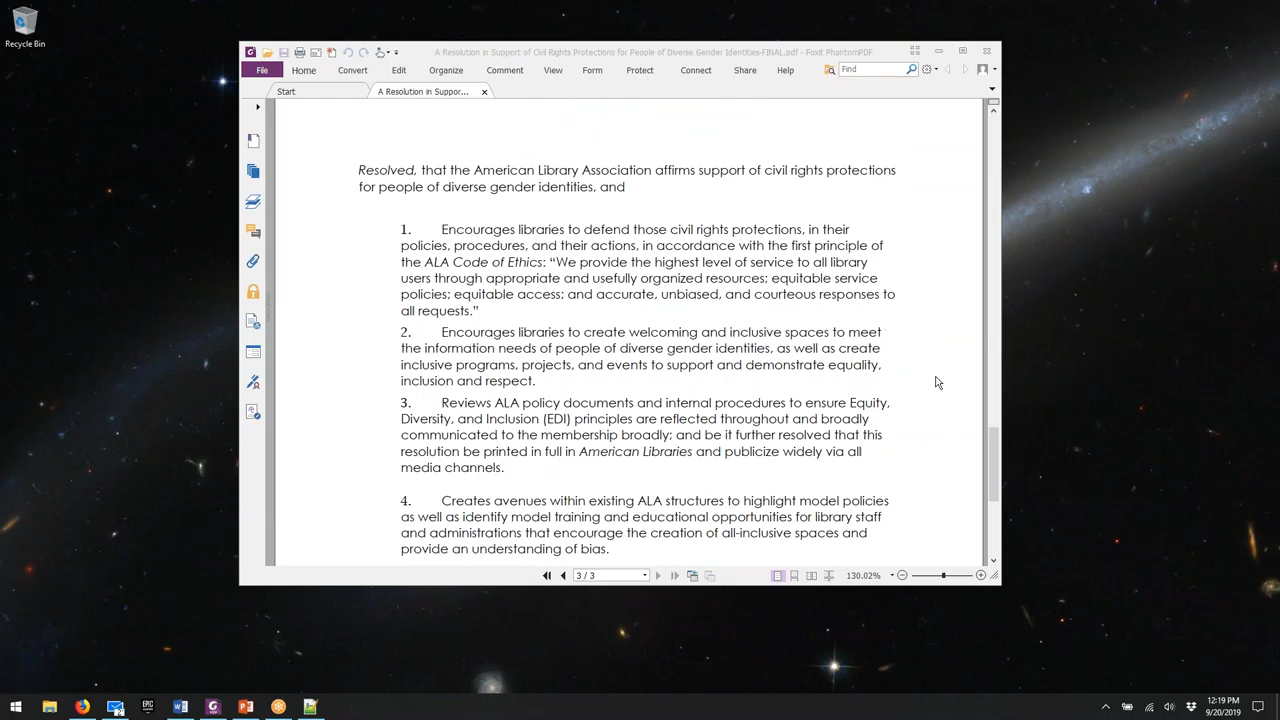 Recycle Bin
A Resolution in Support of Civil Rights Protections for People of Diverse Gender Identities-FINAL.pdf - Foxit PhantomPDF
File Home Convert Edit Organize Comment View Form Protect Connect Share Help Find
Start A Resolution in Suppor...
Resolved, that the American Library Association affirms support of civil rights protections
for people of diverse gender identities, and
1. Encourages libraries to defend those civil rights protections, in their
policies, procedures, and their actions, in accordance with the first principle of
the ALA Code of Ethics: “We provide the highest level of service to all library
users through appropriate and usefully organized resources; equitable service
policies; equitable access; and accurate, unbiased, and courteous responses to
all requests.”
2. Encourages libraries to create welcoming and inclusive spaces to meet
the information needs of people of diverse gender identities, as well as create
inclusive programs, projects, and events to support and demonstrate equality,
inclusion and respect.
3. Reviews ALA policy documents and internal procedures to ensure Equity,
Diversity, and Inclusion (EDI) principles are reflected throughout and broadly
communicated to the membership broadly; and be it further resolved that this
resolution be printed in full in American Libraries and publicize widely via all
media channels.
4. Creates avenues within existing ALA structures to highlight model policies
as well as identify model training and educational opportunities for library staff
and administrations that encourage the creation of all-inclusive spaces and
provide an understanding of bias.
3 / 3 130.02%
EPIC
12:19 PM
9/20/2019